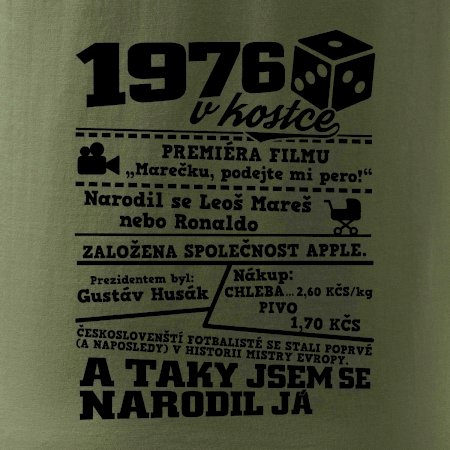 1976
v kostce
PREMIÉRA FILMU
„Marečku, podejte mi pero!“
Narodil se Leoš Mareš
nebo Ronaldo
ZALOŽENA SPOLEČNOST APPLE.
Prezidentem byl:
Gustáv Husák
Nákup:
CHLEBA... 2,60 KČS/kg
PIVO
1,70 KČS
ČESKOSLOVENŠTÍ FOTBALISTÉ SE STALI POPRVÉ
(A NAPOSLEDY) V HISTORII MISTRY EVROPY.
A TAKY JSEM SE
NARODIL JÁ